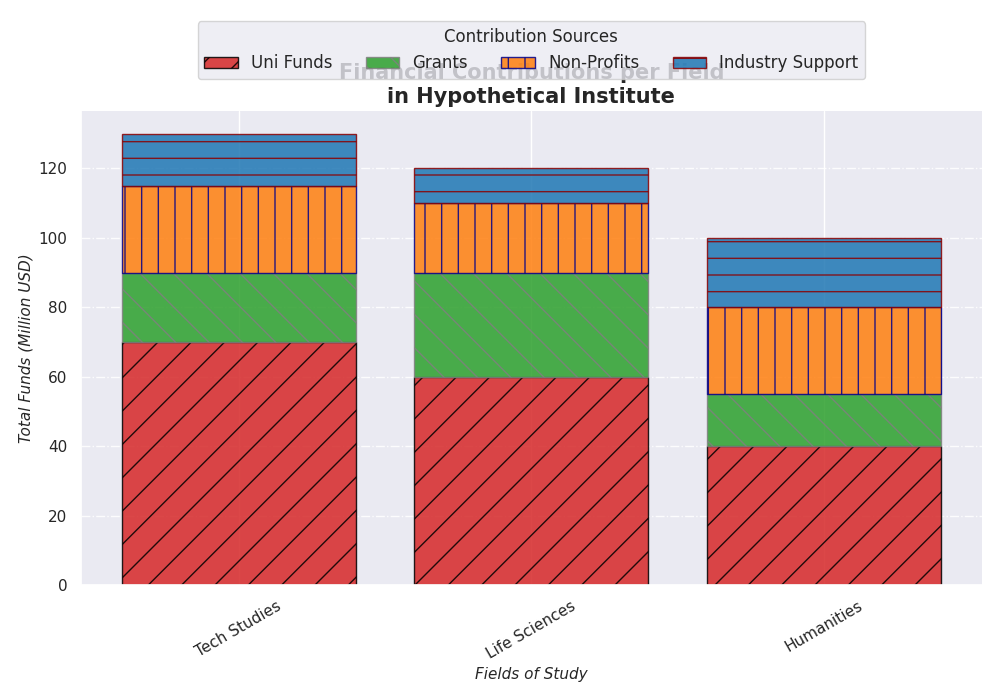 Contribution Sources
Uni Funds Grants Non-Profits Industry Support
Financial Contributions per Field
in Hypothetical Institute
Total Funds (Million USD)
120
100
80
60
40
20
0
Tech Studies Life Sciences Humanities
Fields of Study